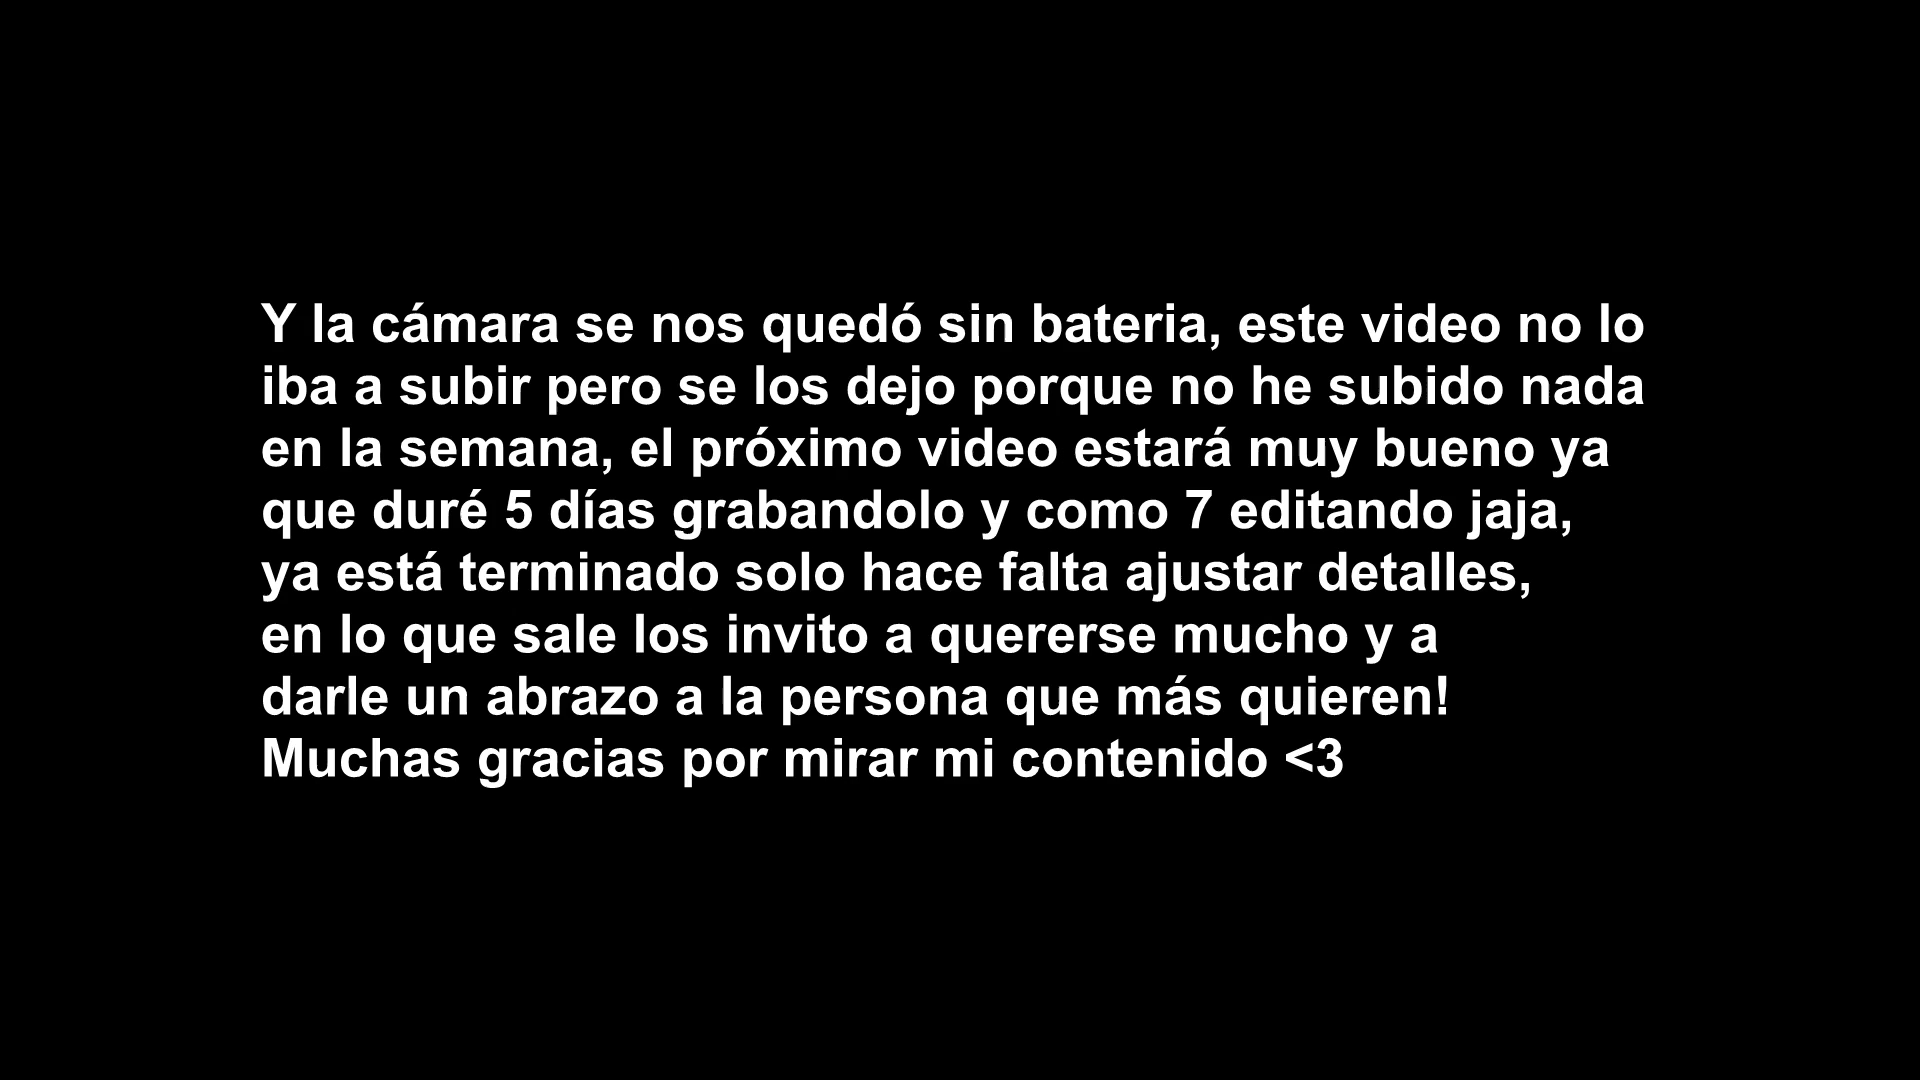 Y la cámara se nos quedó sin bateria, este video no lo
iba a subir pero se los dejo porque no he subido nada
en la semana, el próximo video estará muy bueno ya
que duré 5 días grabandolo y como 7 editando jaja,
ya está terminado solo hace falta ajustar detalles,
en lo que sale los invito a quererse mucho y a
darle un abrazo a la persona que más quieren!
Muchas gracias por mirar mi contenido <3